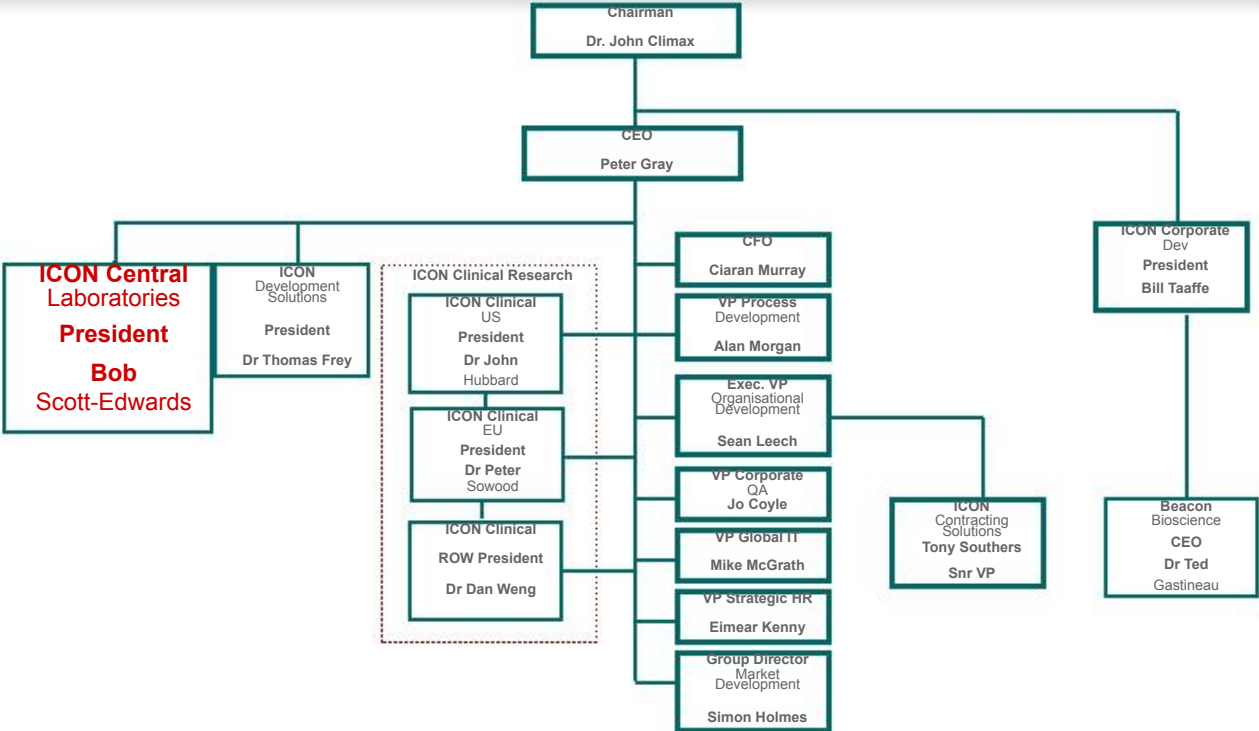 Chairman
Dr. John Climax
CEO
Peter Gray
ICON Central
Laboratories
President
Bob
Scott-Edwards
ICON
Development
Solutions
President
Dr Thomas Frey
ICON Clinical Research
ICON Clinical
US
President
Dr John
Hubbard
ICON Clinical
EU
President
Dr Peter
Sowood
ICON Clinical
ROW President
Dr Dan Weng
CFO
Ciaran Murray
VP Process
Development
Alan Morgan
Exec. VP
Organisational
Development
Sean Leech
VP Corporate
QA
Jo Coyle
VP Global IT
Mike McGrath
VP Strategic HR
Eimear Kenny
Group Director
Market
Development
Simon Holmes
ICON
Contracting
Solutions
Tony Southers
Snr VP
ICON Corporate
Dev
President
Bill Taaffe
Beacon
Bioscience
CEO
Dr Ted
Gastineau